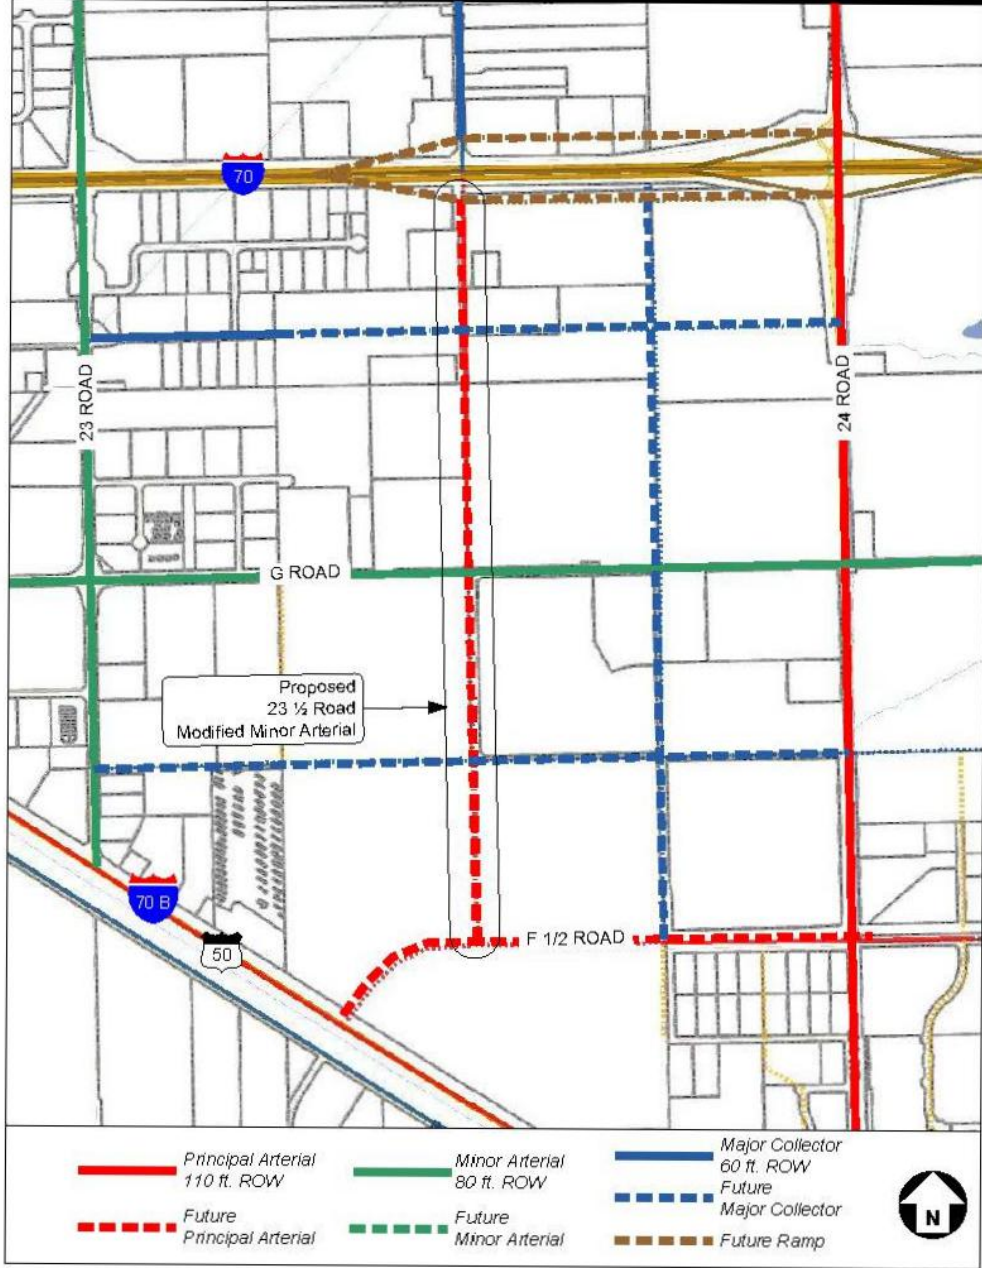 70
23 ROAD
24 ROAD
G ROAD
Proposed
23 ½ Road
Modified Minor Arterial
70 B
F 1/2 ROAD
50
Principal Arterial
110 ft. ROW
Minor Arterial
80 ft. ROW
Major Collector
60 ft. ROW
Future
Major Collector
Future
Principal Arterial
Future
Minor Arterial
Future Ramp
N